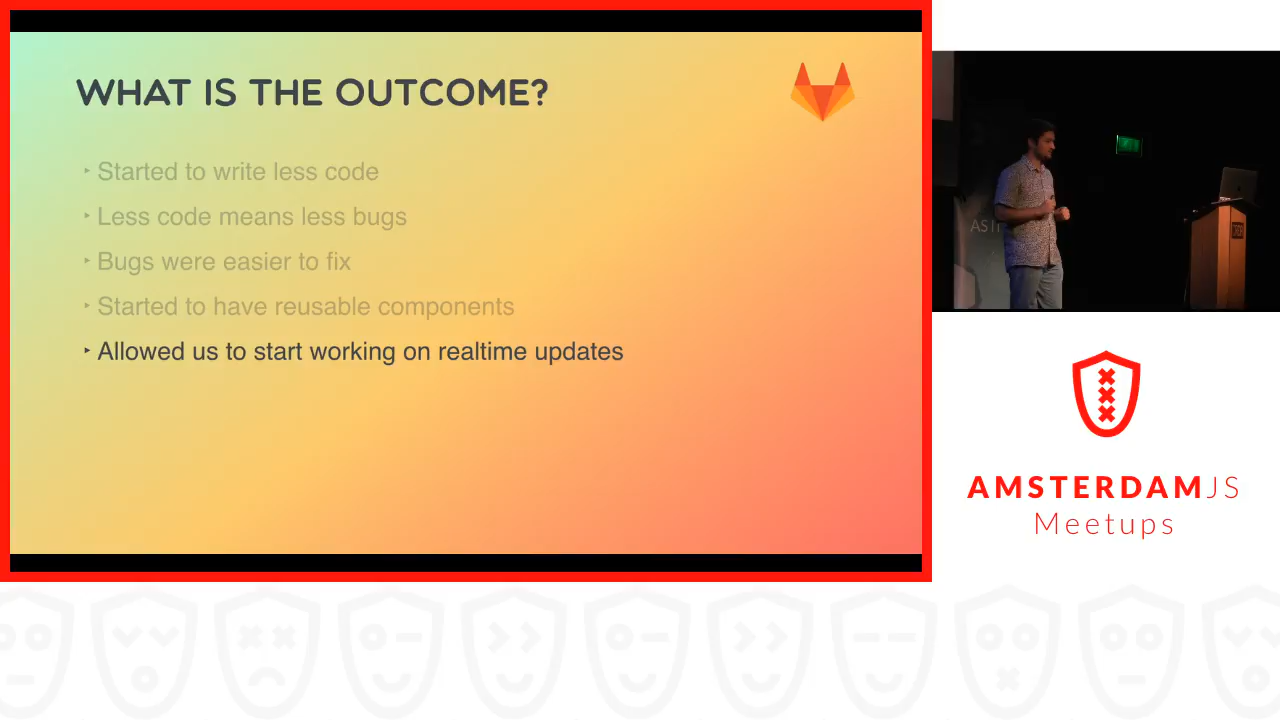 WHAT IS THE OUTCOME?
‣ Started to write less code
‣ Less code means less bugs
‣ Bugs were easier to fix
‣ Started to have reusable components
‣ Allowed us to start working on realtime updates
AMSTERDAMJS
Meetups